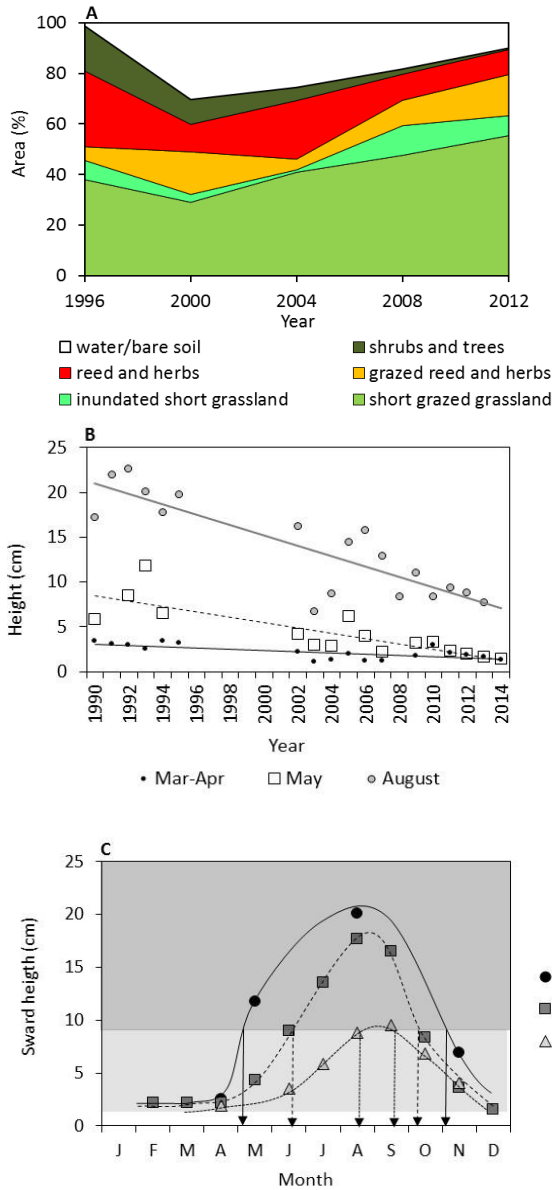 A
100
80
60
40
20
0
Area (%)
1996 2000 2004 2008 2012
Year
water/bare soil shrubs and trees
reed and herbs grazed reed and herbs
inundated short grassland short grazed grassland
B
25
20
15
10
5
0
Height (cm)
1990 1992 1994 1996 1998 2000 2002 2004 2006 2008 2010 2012 2014
Year
Mar-Apr May August
C
25
20
15
10
5
0
Sward heigth (cm)
J F M A M J J A S O N D
Month